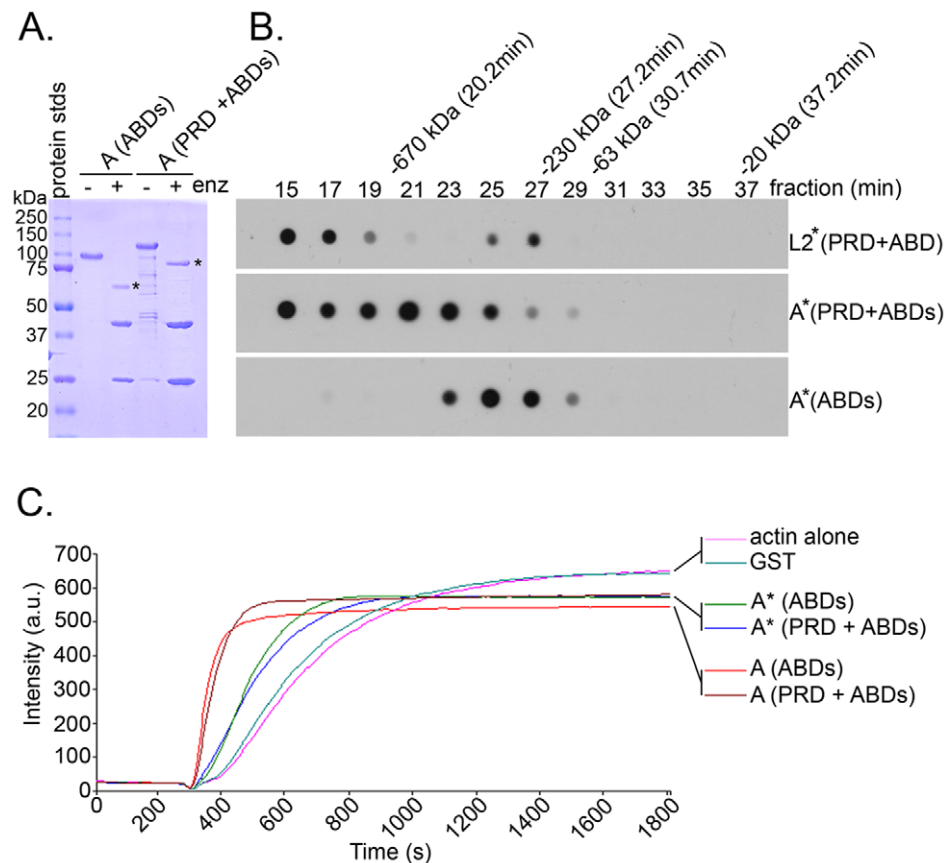 A.
protein stds
A (ABDs)
A (PRD +ABDs)
- + - + enz
kDa
250
150
100
75
50
37
25
20
*
*
B.
-670 kDa (20.2min)
-230 kDa (27.2min)
-63 kDa (30.7min)
-20 kDa (37.2min)
15 17 19 21 23 25 27 29 31 33 35 37 fraction (min)
L2*(PRD+ABD)
A*(PRD+ABDs)
A*(ABDs)
C.
Intensity (a.u.)
700
600
500
400
300
200
100
0
0 200 400 600 800 1000 1200 1400 1600 1800
Time (s)
actin alone
GST
A* (ABDs)
A* (PRD + ABDs)
A (ABDs)
A (PRD + ABDs)